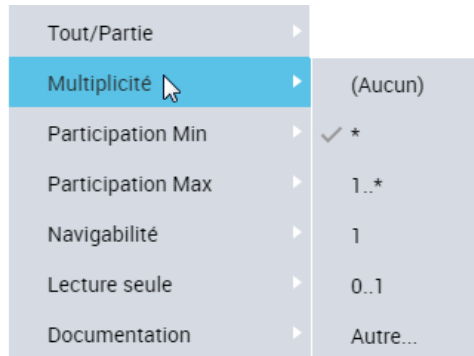 Tout/Partie
Multiplicité
Participation Min
Participation Max
Navigabilité
Lecture seule
Documentation
(Aucun)
*
1..*
1
0..1
Autre...